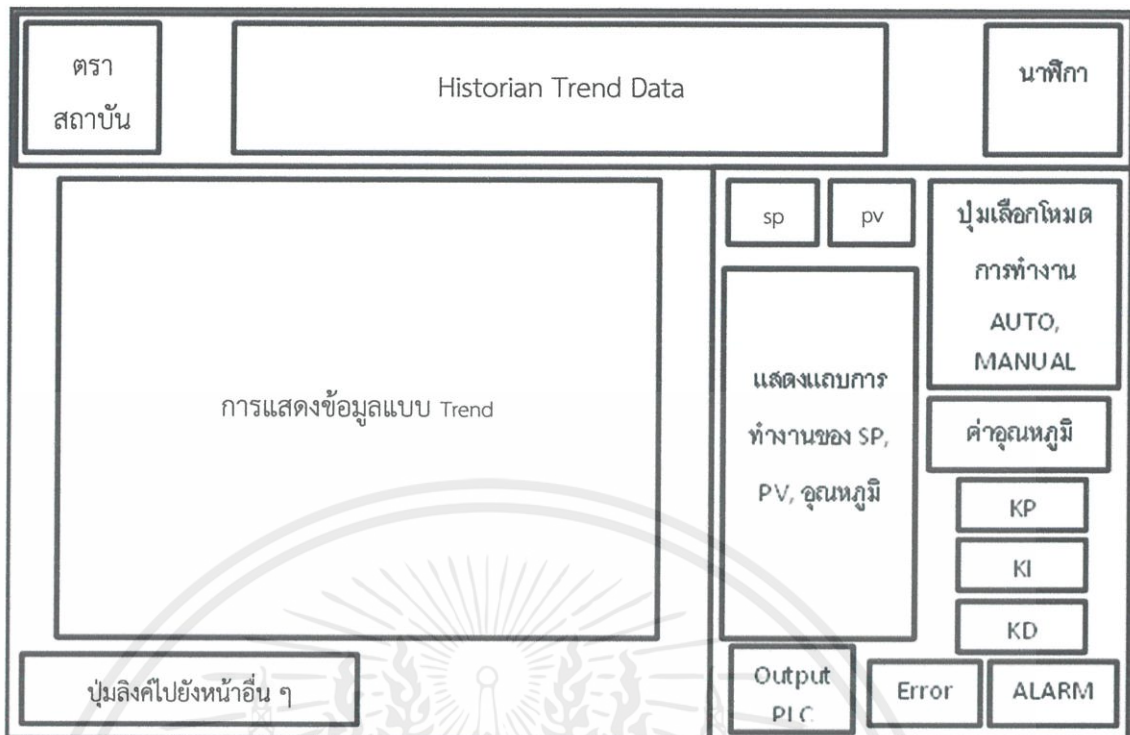 ตรา
สถาบัน
Historian Trend Data
นาฬิกา
การแสดงข้อมูลแบบ Trend
sp
pv
ปุ่มเลือกโหมด
การทำงาน
AUTO,
MANUAL
แสดงแถบการ
ทำงานของ SP,
PV, อุณหภูมิ
ค่าอุณหภูมิ
KP
KI
KD
ปุ่มลิงค์ไปยังหน้าอื่น ๆ
Output
PLC
Error
ALARM